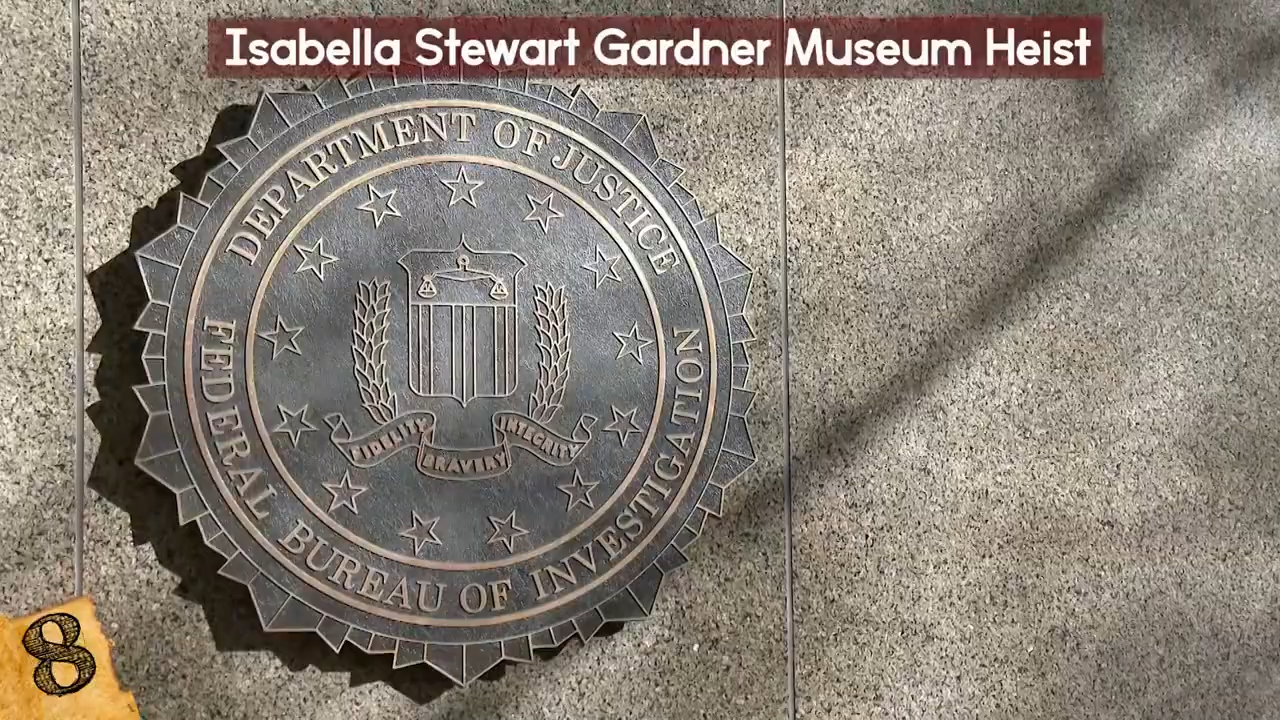 Isabella Stewart Gardner Museum Heist
DEPARTMENT OF JUSTICE
FIDELITY BRAVERY INTEGRITY
FEDERAL BUREAU OF INVESTIGATION
8